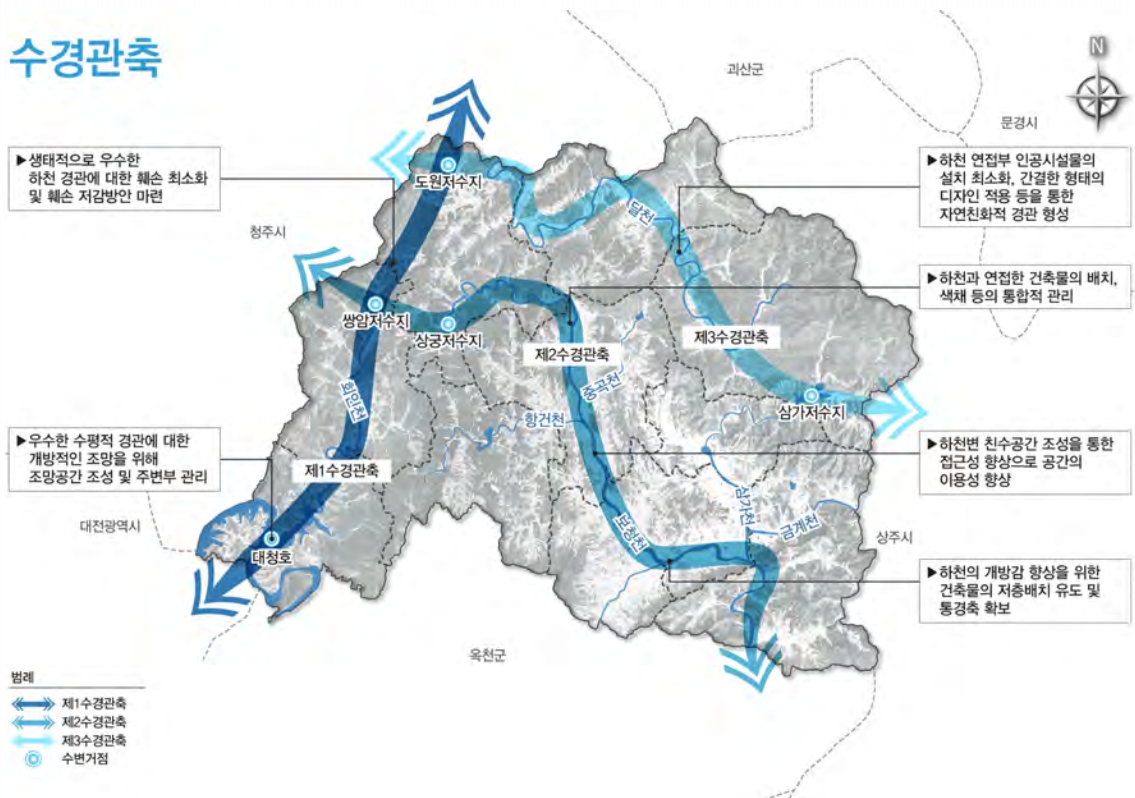 수경관축
N
괴산군
문경시
▶생태적으로 우수한
하천 경관에 대한 훼손 최소화
및 훼손 저감방안 마련
▶하천 연접부 인공시설물의
설치 최소화, 간결한 형태의
디자인 적용 등을 통한
자연친화적 경관 형성
도원저수지
달천
청주시
▶하천과 연접한 건축물의 배치,
색채 등의 통합적 관리
쌍암저수지
상궁저수지
제2수경관축
제3수경관축
회인천
중곡천
삼가저수지
항건천
▶우수한 수평적 경관에 대한
개방적인 조망을 위해
조망공간 조성 및 주변부 관리
제1수경관축
▶하천변 친수공간 조성을 통한
접근성 향상으로 공간의
이용성 향상
삼가천
금계천
보청천
대전광역시
대청호
상주시
▶하천의 개방감 향상을 위한
건축물의 저층배치 유도 및
통경축 확보
옥천군
범례
제1수경관축
제2수경관축
제3수경관축
수변거점